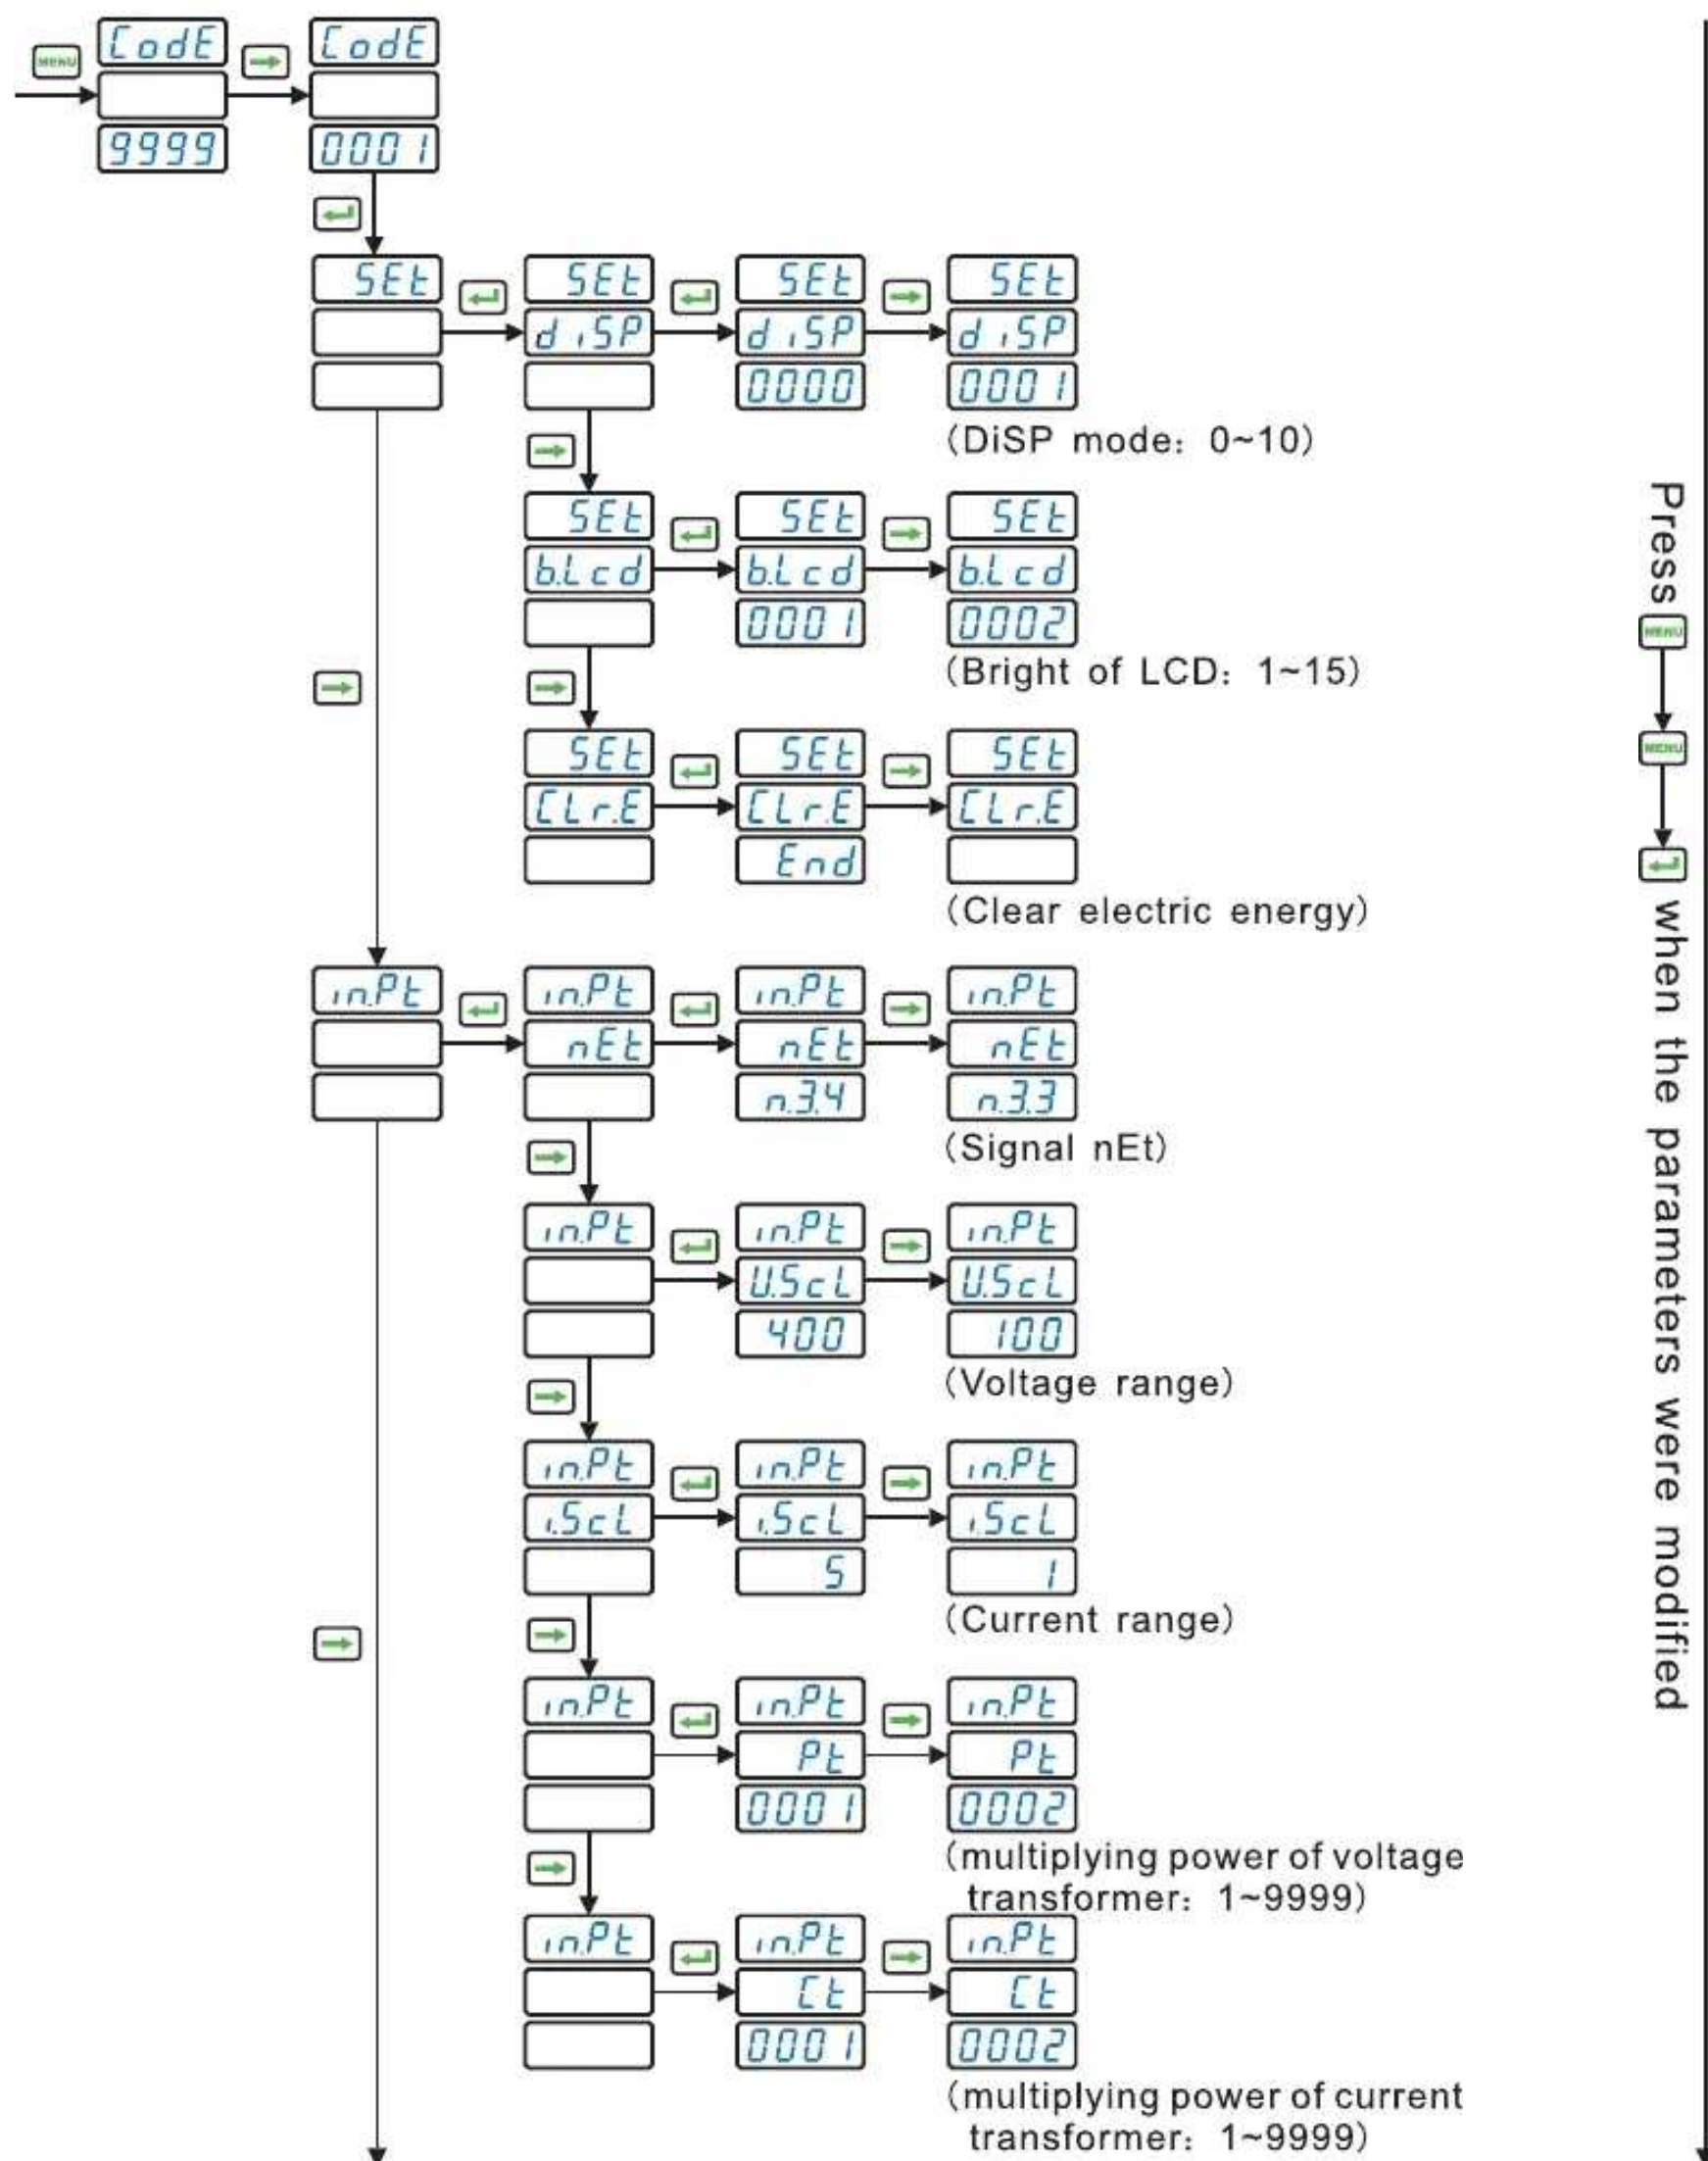 CodE CodE
MENU
9999 0001
SEt SEt SEt SEt
diSP diSP diSP
0000 0001
(DiSP mode: 0~10)
SEt SEt SEt
b.Lcd b.Lcd b.Lcd
0001 0002
(Bright of LCD: 1~15)
SEt SEt SEt
CLr.E CLr.E CLr.E
End
(Clear electric energy)
in.Pt in.Pt in.Pt in.Pt
nEt nEt nEt
n.3.4 n.3.3
(Signal nEt)
in.Pt in.Pt in.Pt
U.ScL U.ScL
400 100
(Voltage range)
in.Pt in.Pt in.Pt
i.ScL i.ScL i.ScL
5 1
(Current range)
in.Pt in.Pt in.Pt
Pt Pt
0001 0002
(multiplying power of voltage
transformer: 1~9999)
in.Pt in.Pt in.Pt
Ct Ct
0001 0002
(multiplying power of current
transformer: 1~9999)
Press MENU MENU when the parameters were modified